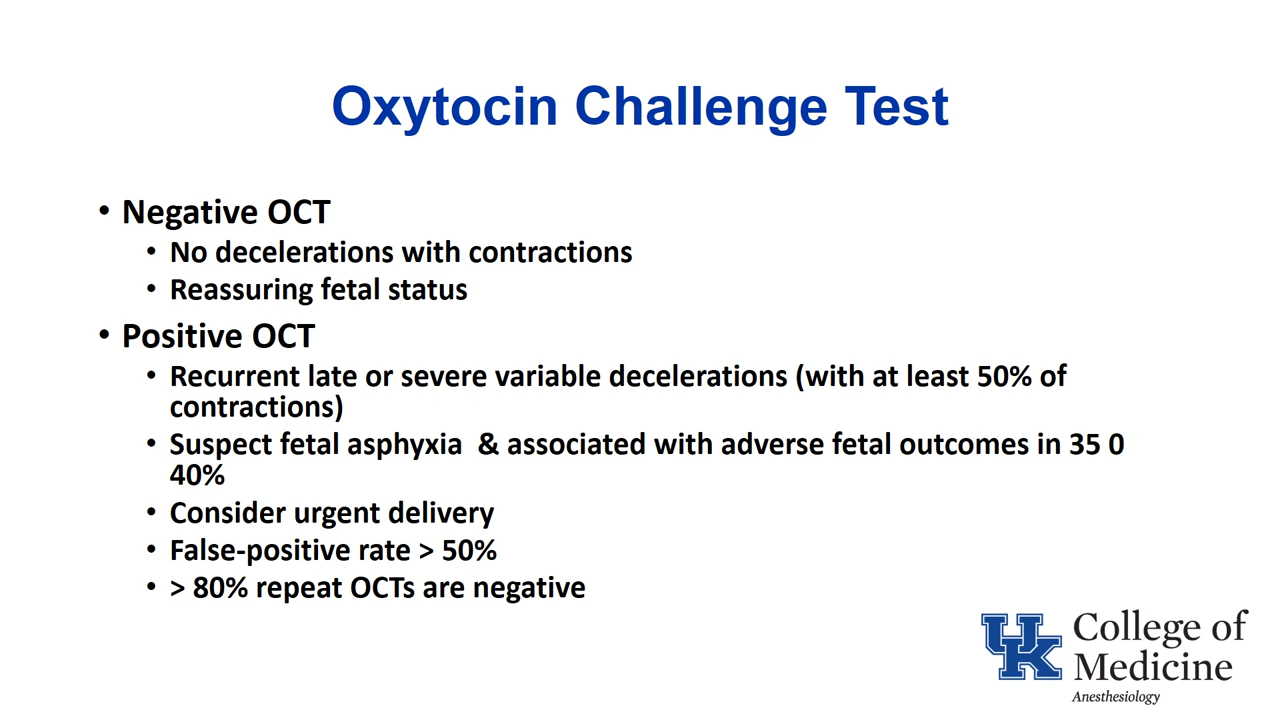 Oxytocin Challenge Test
• Negative OCT
• No decelerations with contractions
• Reassuring fetal status
• Positive OCT
• Recurrent late or severe variable decelerations (with at least 50% of
contractions)
• Suspect fetal asphyxia  & associated with adverse fetal outcomes in 35 0
40%
• Consider urgent delivery
• False-positive rate > 50%
• > 80% repeat OCTs are negative
UK
College of
Medicine
Anesthesiology